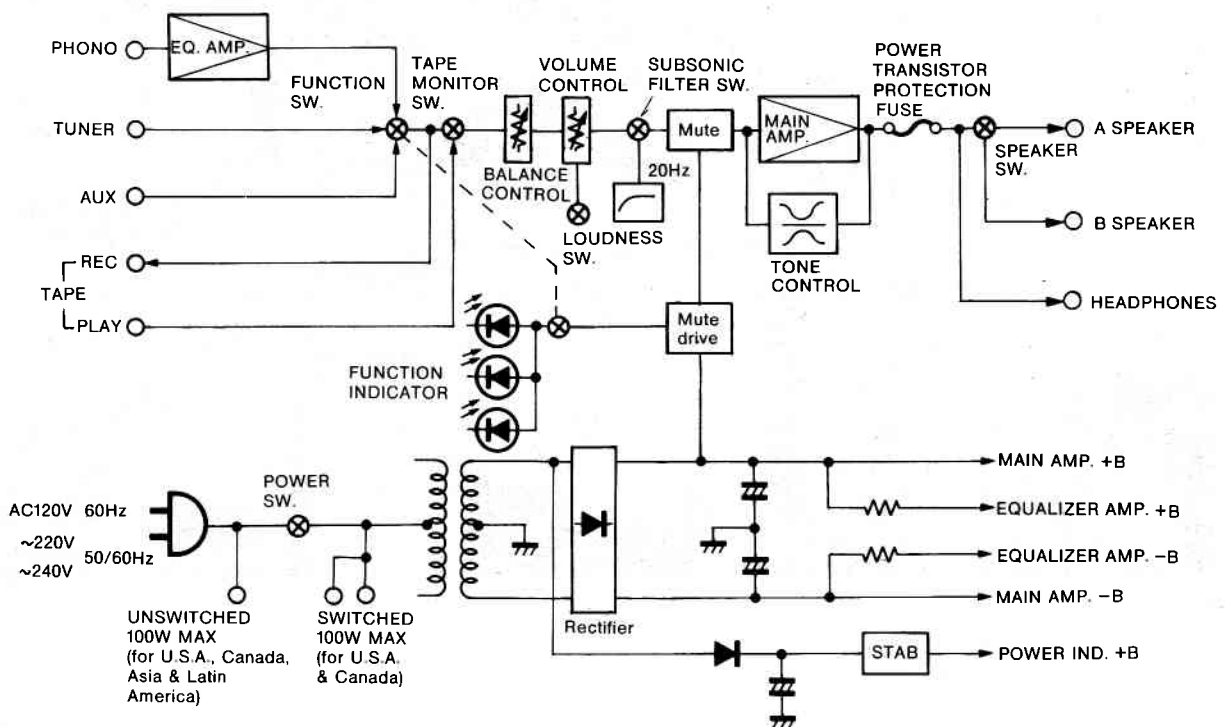 PHONO
EQ. AMP.
FUNCTION
SW.
TAPE
MONITOR
SW.
VOLUME
CONTROL
SUBSONIC
FILTER SW.
POWER
TRANSISTOR
PROTECTION
FUSE
TUNER
Mute
MAIN
AMP.
A SPEAKER
SPEAKER
SW.
BALANCE
CONTROL
20Hz
AUX
LOUDNESS
SW.
B SPEAKER
TONE
CONTROL
REC
TAPE
PLAY
HEADPHONES
Mute
drive
FUNCTION
INDICATOR
POWER
SW.
AC120V 60Hz
~220V
50/60Hz
~240V
UNSWITCHED
100W MAX
(for U.S.A., Canada,
Asia & Latin
America)
SWITCHED
100W MAX
(for U.S.A.
& Canada)
Rectifier
MAIN AMP. +B
EQUALIZER AMP. +B
EQUALIZER AMP. -B
MAIN AMP. -B
STAB
POWER IND. +B